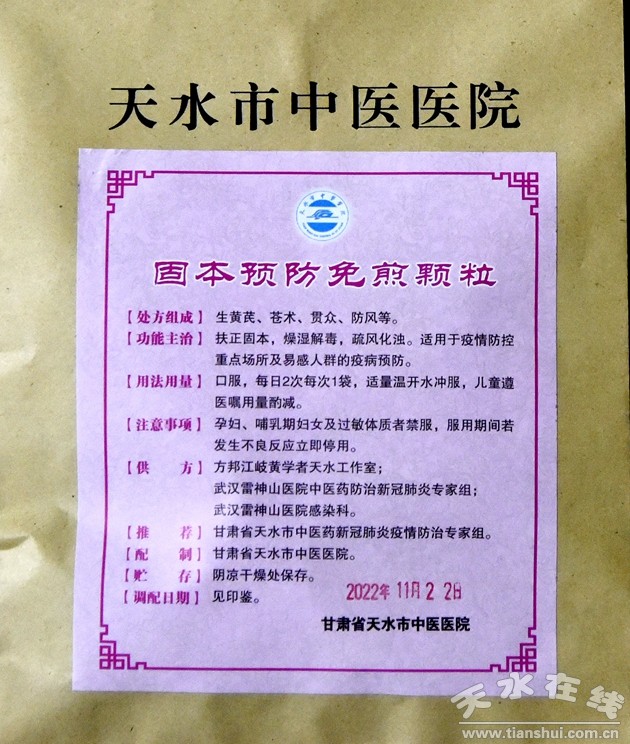 天水市中医医院
天水市中医医院
固本预防免煎颗粒
【处方组成】生黄芪、苍术、贯众、防风等。
【功能主治】扶正固本，燥湿解毒，疏风化浊。适用于疫情防控
重点场所及易感人群的疫病预防。
【用法用量】口服，每日2次每次1袋，适量温开水冲服，儿童遵
医嘱用量酌减。
【注意事项】孕妇、哺乳期妇女及过敏体质者禁服，服用期间若
发生不良反应立即停用。
【供 方】方邦江岐黄学者天水工作室；
武汉雷神山医院中医药防治新冠肺炎专家组；
武汉雷神山医院感染科。
【推 荐】甘肃省天水市中医药新冠肺炎疫情防治专家组。
【配 制】甘肃省天水市中医医院。
【贮 存】阴凉干燥处保存。
【调配日期】见印鉴。
2022年11月22日
甘肃省天水市中医医院
天水在线
www.tianshui.com.cn